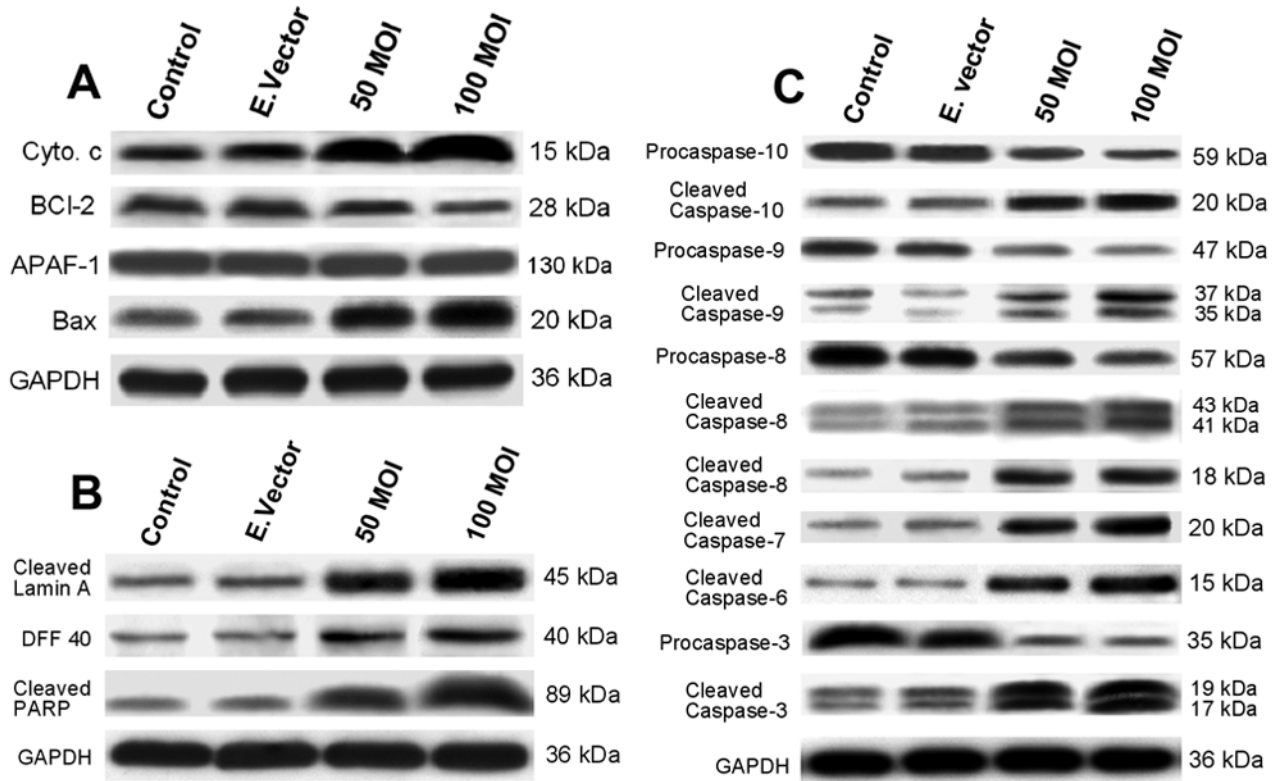 A
Control
E.Vector
50 MOI
100 MOI
Cyto. c
15 kDa
BCl-2
28 kDa
APAF-1
130 kDa
Bax
20 kDa
GAPDH
36 kDa
B
Control
E.Vector
50 MOI
100 MOI
Cleaved
Lamin A
45 kDa
DFF 40
40 kDa
Cleaved
PARP
89 kDa
GAPDH
36 kDa
C
Control
E. vector
50 MOI
100 MOI
Procaspase-10
59 kDa
Cleaved
Caspase-10
20 kDa
Procaspase-9
47 kDa
Cleaved
Caspase-9
37 kDa
35 kDa
Procaspase-8
57 kDa
Cleaved
Caspase-8
43 kDa
41 kDa
Cleaved
Caspase-8
18 kDa
Cleaved
Caspase-7
20 kDa
Cleaved
Caspase-6
15 kDa
Procaspase-3
35 kDa
Cleaved
Caspase-3
19 kDa
17 kDa
GAPDH
36 kDa